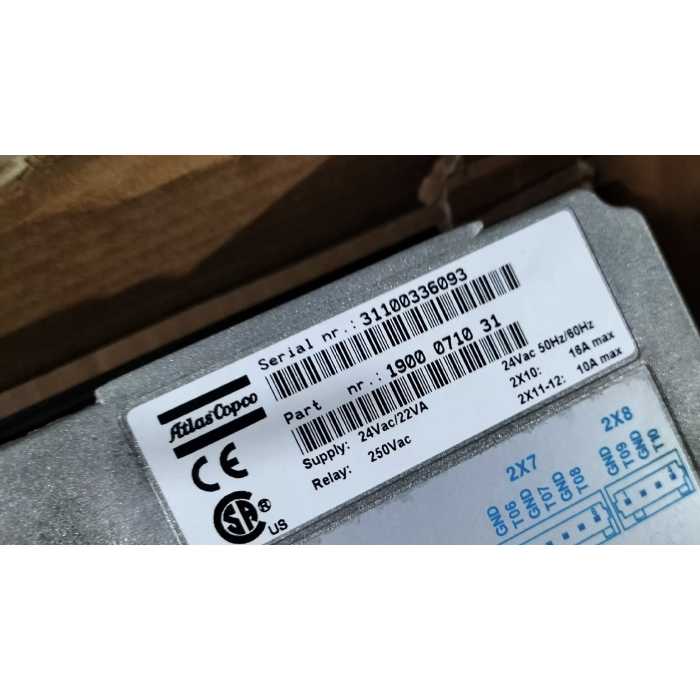 Atlas Copco
CE
Serial nr.: 31100336093
Part nr.: 1900 0710 31
Supply: 24Vac/22VA
Relay: 250Vac
24Vac 50Hz/60Hz
2X10: 16A max
2X11-12: 10A max
SA
US
®
2X7
GND
T06
GND
T07
GND
T08
2X8
GND
T09
GND
T10